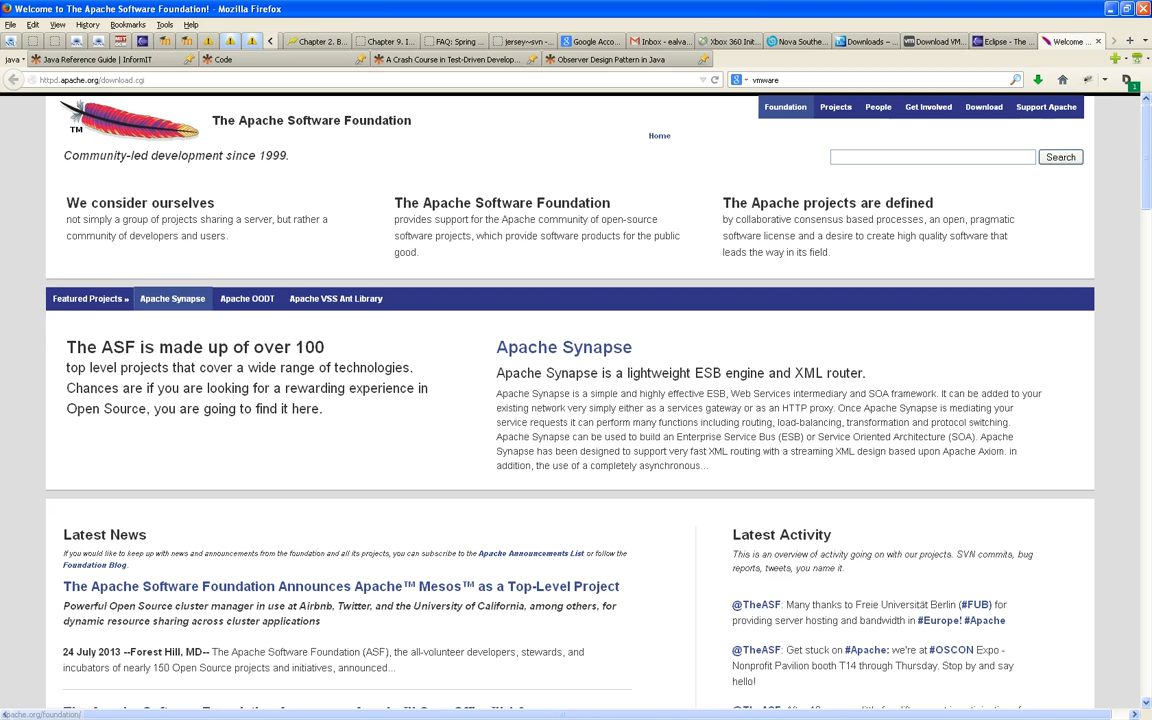 Welcome to The Apache Software Foundation! - Mozilla Firefox
File Edit View History Bookmarks Tools Help
Chapter 2. B...
Chapter 9. I...
FAQ: Spring ...
jersey~svn -...
Google Acco...
Inbox - ealva...
Xbox 360 Init...
Nova Southe...
Downloads –...
Download VM...
Eclipse - The ...
Welcome ...
java
Java Reference Guide | InformIT
Code
A Crash Course in Test-Driven Develop...
Observer Design Pattern in Java
httpd.apache.org/download.cgi
vmware
1
TM
The Apache Software Foundation
Community-led development since 1999.
Home
Foundation Projects People Get Involved Download Support Apache
Search
We consider ourselves
not simply a group of projects sharing a server, but rather a
community of developers and users.
The Apache Software Foundation
provides support for the Apache community of open-source
software projects, which provide software products for the public
good.
The Apache projects are defined
by collaborative consensus based processes, an open, pragmatic
software license and a desire to create high quality software that
leads the way in its field.
Featured Projects » Apache Synapse Apache OODT Apache VSS Ant Library
The ASF is made up of over 100
top level projects that cover a wide range of technologies.
Chances are if you are looking for a rewarding experience in
Open Source, you are going to find it here.
Apache Synapse
Apache Synapse is a lightweight ESB engine and XML router.
Apache Synapse is a simple and highly effective ESB, Web Services intermediary and SOA framework. It can be added to your
existing network very simply either as a services gateway or as an HTTP proxy. Once Apache Synapse is mediating your
service requests it can perform many functions including routing, load-balancing, transformation and protocol switching.
Apache Synapse can be used to build an Enterprise Service Bus (ESB) or Service Oriented Architecture (SOA). Apache
Synapse has been designed to support very fast XML routing with a streaming XML design based upon Apache Axiom. in
addition, the use of a completely asynchronous...
Latest News
If you would like to keep up with news and announcements from the foundation and all its projects, you can subscribe to the Apache Announcements List or follow the
Foundation Blog.
The Apache Software Foundation Announces Apache™ Mesos™ as a Top-Level Project
Powerful Open Source cluster manager in use at Airbnb, Twitter, and the University of California, among others, for
dynamic resource sharing across cluster applications
24 July 2013 --Forest Hill, MD-- The Apache Software Foundation (ASF), the all-volunteer developers, stewards, and
incubators of nearly 150 Open Source projects and initiatives, announced...
Latest Activity
This is an overview of activity going on with our projects. SVN commits, bug
reports, tweets, you name it.
@TheASF: Many thanks to Freie Universität Berlin (#FUB) for
providing server hosting and bandwidth in #Europe! #Apache
@TheASF: Get stuck on #Apache: we're at #OSCON Expo -
Nonprofit Pavilion booth T14 through Thursday. Stop by and say
hello!
apache.org/foundation/